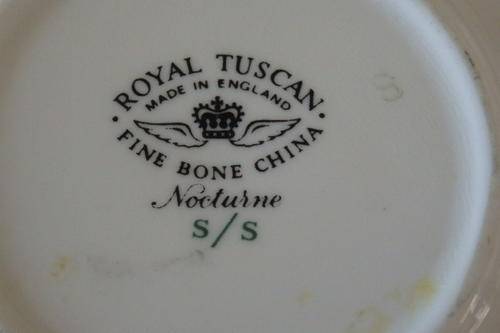 ROYAL TUSCAN
MADE IN ENGLAND
FINE BONE CHINA
Nocturne
S/S